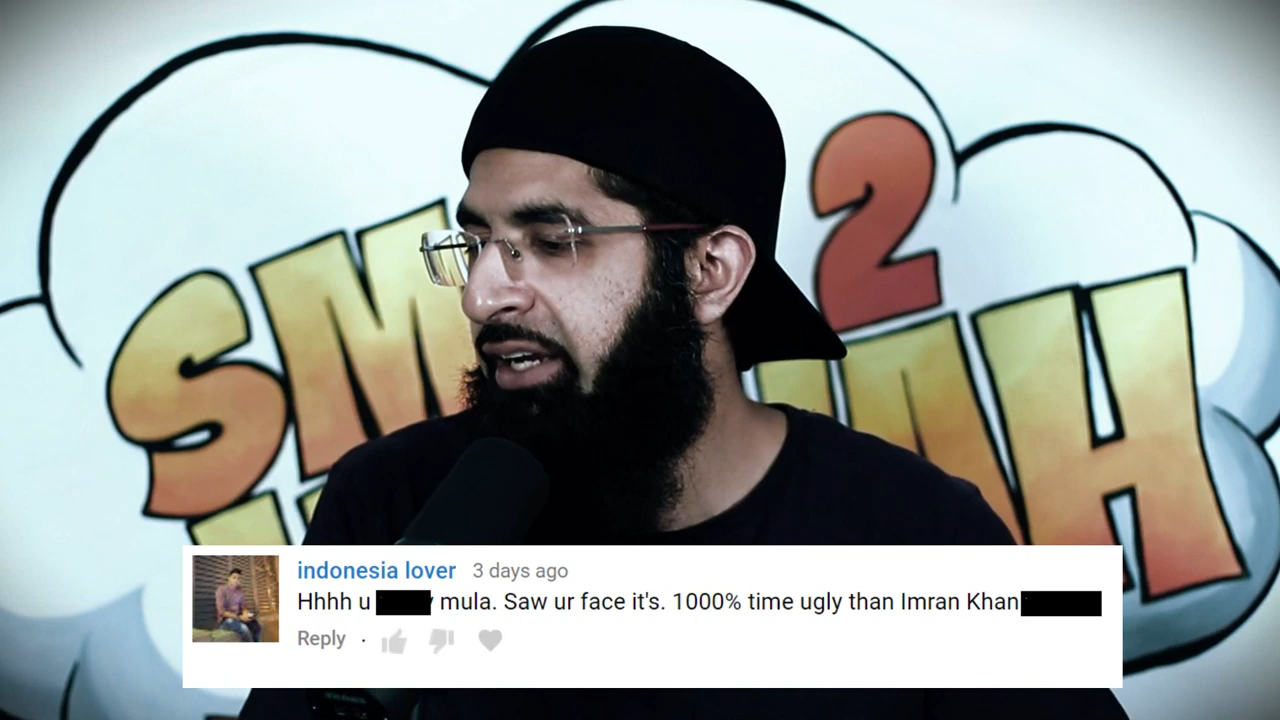 SM
2
AH
indonesia lover 3 days ago
Hhhh u mula. Saw ur face it's. 1000% time ugly than Imran Khan
Reply ·